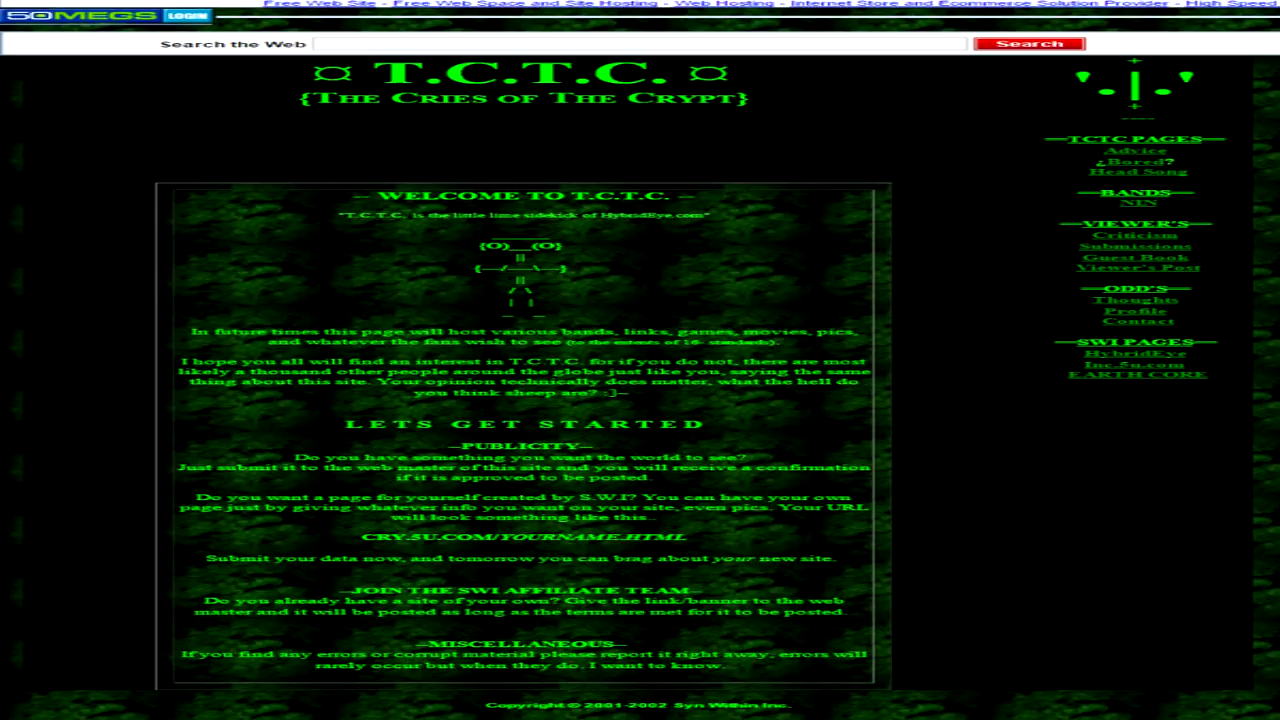 Free Web Site - Free Web Space and Site Hosting - Web Hosting - Internet Store and Ecommerce Solution Provider - High Speed
50MEGS LOGIN
Search the Web Search
¤ T.C.T.C. ¤
{THE CRIES OF THE CRYPT}
-- WELCOME TO T.C.T.C. --
"T.C.T.C. is the little lime sidekick of HybridEye.com"
{O}__{O}
||
{---/----\---}
||
/ \
| |
_ _
In future times this page will host various bands, links, games, movies, pics,
and whatever the fans wish to see (to the extents of 16- standards).
I hope you all will find an interest in T.C.T.C. for if you do not, there are most
likely a thousand other people around the globe just like you, saying the same
thing about this site. Your opinion technically does matter, what the hell do
you think sheep are? :]~
LETS GET STARTED
--PUBLICITY--
Do you have something you want the world to see?
Just submit it to the web master of this site and you will receive a confirmation
if it is approved to be posted.
Do you want a page for yourself created by S.W.I? You can have your own
page just by giving whatever info you want on your site, even pics. Your URL
will look something like this..
CRY.5U.COM/YOURNAME.HTML
Submit your data now, and tomorrow you can brag about your new site.
--JOIN THE SWI AFFILIATE TEAM--
Do you already have a site of your own? Give the link/banner to the web
master and it will be posted as long as the terms are met for it to be posted.
--MISCELLANEOUS--
If you find any errors or corrupt material please report it right away, errors will
rarely occur but when they do, I want to know.
---TCTC PAGES---
Advice
¿Bored?
Head Song
---BANDS---
NIN
---VIEWER'S---
Criticism
Submissions
Guest Book
Viewer's Post
---ODD'S---
Thoughts
Profile
Contact
---SWI PAGES---
HybridEye
Inc.5u.com
EARTH CORE
Copyright © 2001-2002 Syn Within Inc.